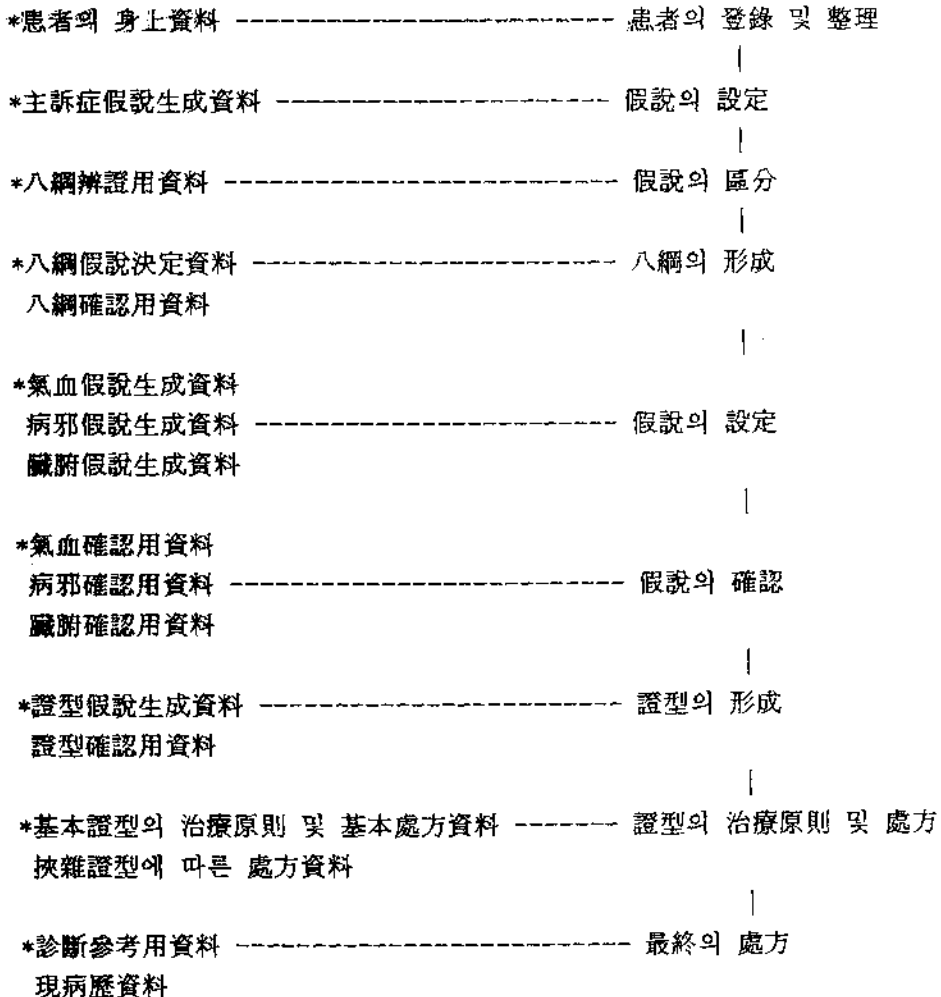 *患者의 身上資料 ---------------------- 患者의 登錄 및 整理
|
*主訴症假說生成資料 ------------------- 假說의 設定
|
*八綱辨證用資料 ---------------------- 假說의 區分
|
*八綱假說決定資料 -------------------- 八綱의 形成
八綱確認用資料
|
*氣血假說生成資料
病邪假說生成資料 -------------------- 假說의 設定
臟腑假說生成資料
|
*氣血確認用資料
病邪確認用資料 ---------------------- 假說의 確認
臟腑確認用資料
|
*證型假說生成資料 -------------------- 證型의 形成
證型確認用資料
|
*基本證型의 治療原則 및 基本處方資料 ------- 證型의 治療原則 및 處方
挾雜證型에 따른 處方資料
|
*診斷參考用資料 ---------------------- 最終의 處方
現病歷資料